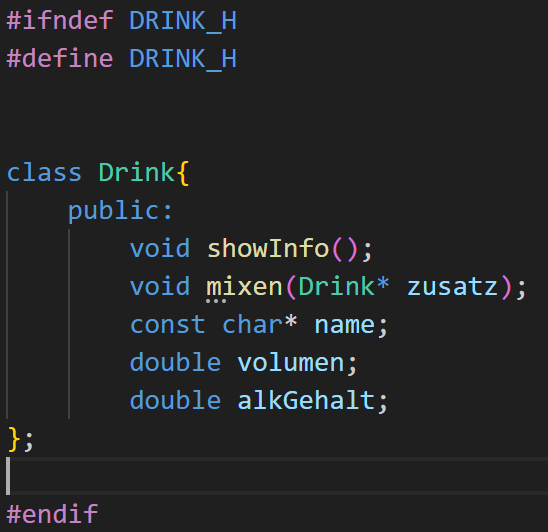 #ifndef DRINK_H
#define DRINK_H
class Drink{
    public:
        void showInfo();
        void mixen(Drink* zusatz);
        const char* name;
        double volumen;
        double alkGehalt;
};
#endif